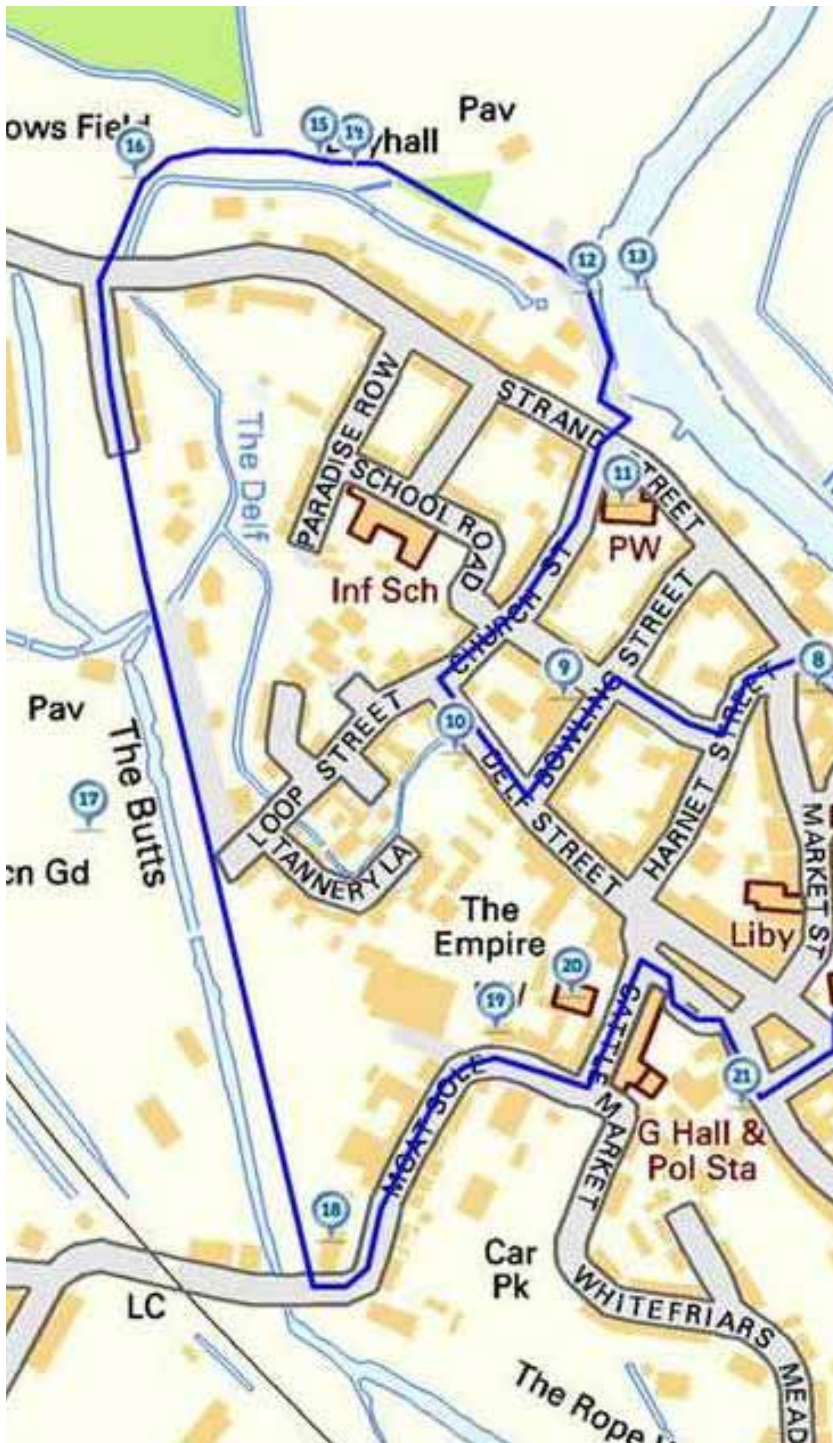 Pav
ows Field
15
14
16
12
13
STRAND STREET
PARADISE ROW
SCHOOL ROAD
The Delf
11
PW
Inf Sch
CHURCH ST
BOWLING STREET
8
9
HARNET STREET
Pav
10
LOOP STREET
DELF STREET
The Butts
17
TANNERY LA
MARKET ST
cn Gd
The
Empire
Liby
20
19
CATTLE MARKET
21
MOAT SOLE
G Hall &
Pol Sta
18
Car
Pk
LC
WHITEFRIARS MEAD
The Rope